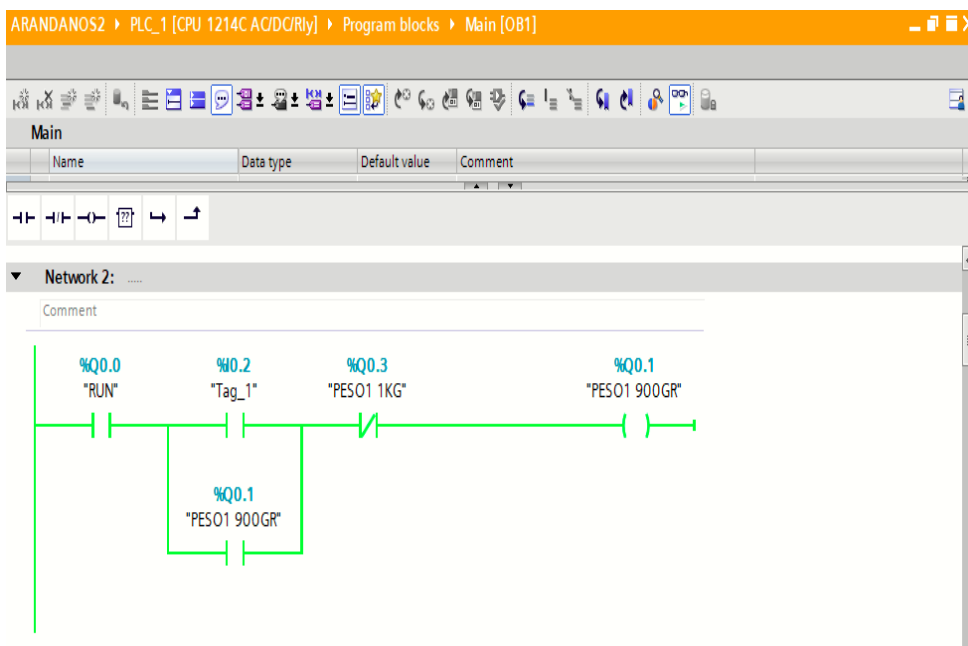 ARANDANOS2 ▸ PLC_1 [CPU 1214C AC/DC/Rly] ▸ Program blocks ▸ Main [OB1]
Main
Name Data type Default value Comment
??
Network 2: .....
Comment
%Q0.0 %I0.2 %Q0.3 %Q0.1
"RUN" "Tag_1" "PESO1 1KG" "PESO1 900GR"
%Q0.1
"PESO1 900GR"